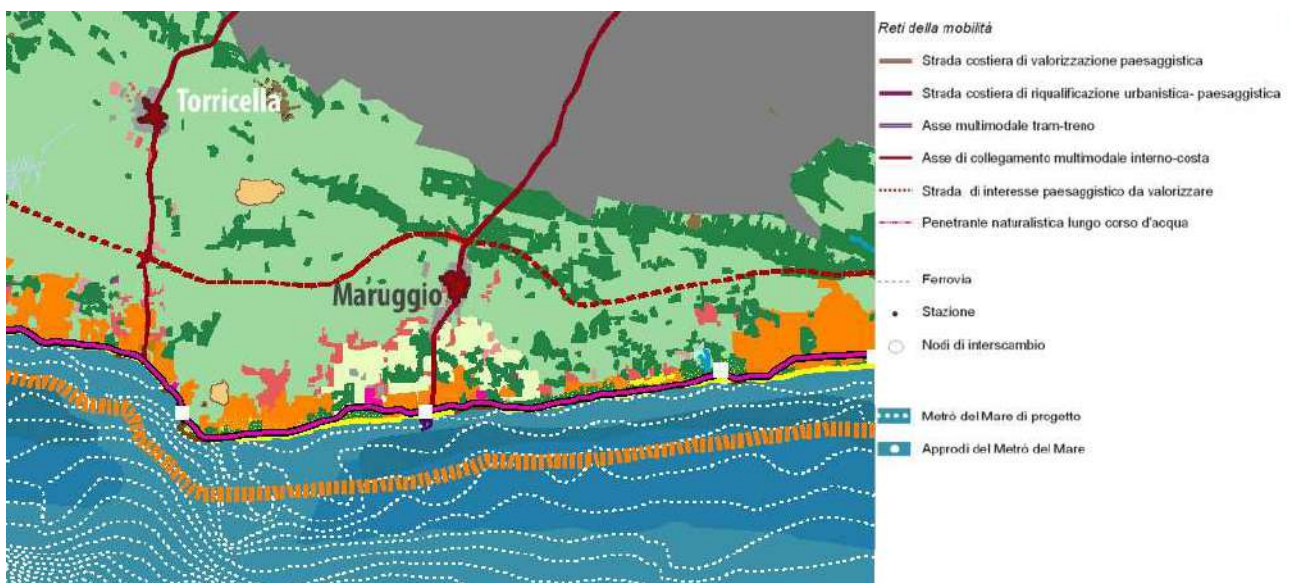 Torricella
Maruggio
Reti della mobilità
Strada costiera di valorizzazione paesaggistica
Strada costiera di riqualificazione urbanistica- paesaggistica
Asse multimodale tram-treno
Asse di collegamento multimodale interno-costa
Strada di interesse paesaggistico da valorizzare
Penetrante naturalistica lungo corso d'acqua
Ferrovia
Stazione
Nodi di interscambio
Metrò del Mare di progetto
Approdi del Metrò del Mare